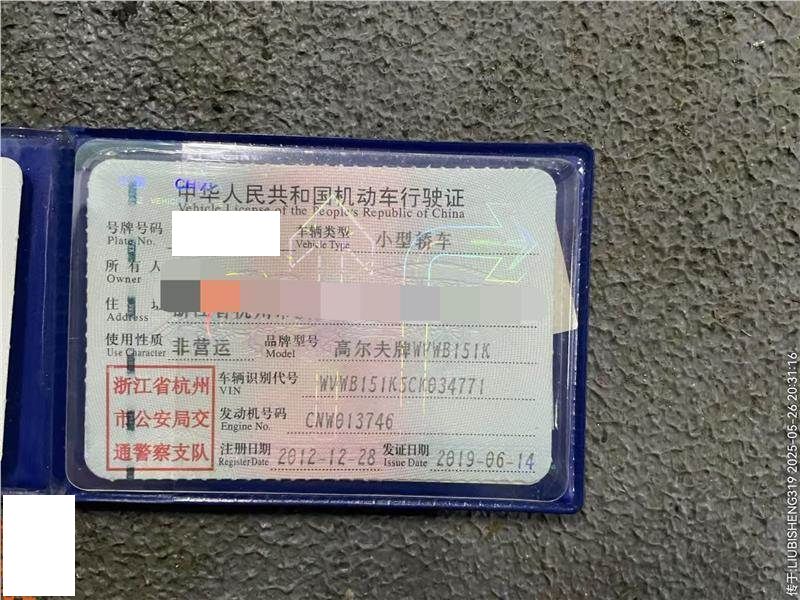 中华人民共和国机动车行驶证
Vehicle License of the People's Republic of China
号牌号码 车辆类型 小型轿车
Plate No. Vehicle Type
所有人
Owner
住
Address
使用性质 非营运 品牌型号 高尔夫牌WVWB151K
Use Character Model
浙江省杭州
市公安局交
通警察支队
车辆识别代号 WVWB151K5CK034771
VIN
发动机号码 CNW013746
Engine No.
注册日期 2012-12-28 发证日期 2019-06-14
Register Date Issue Date
传于:LIUBISHENG319 2025-05-26 20:31:16